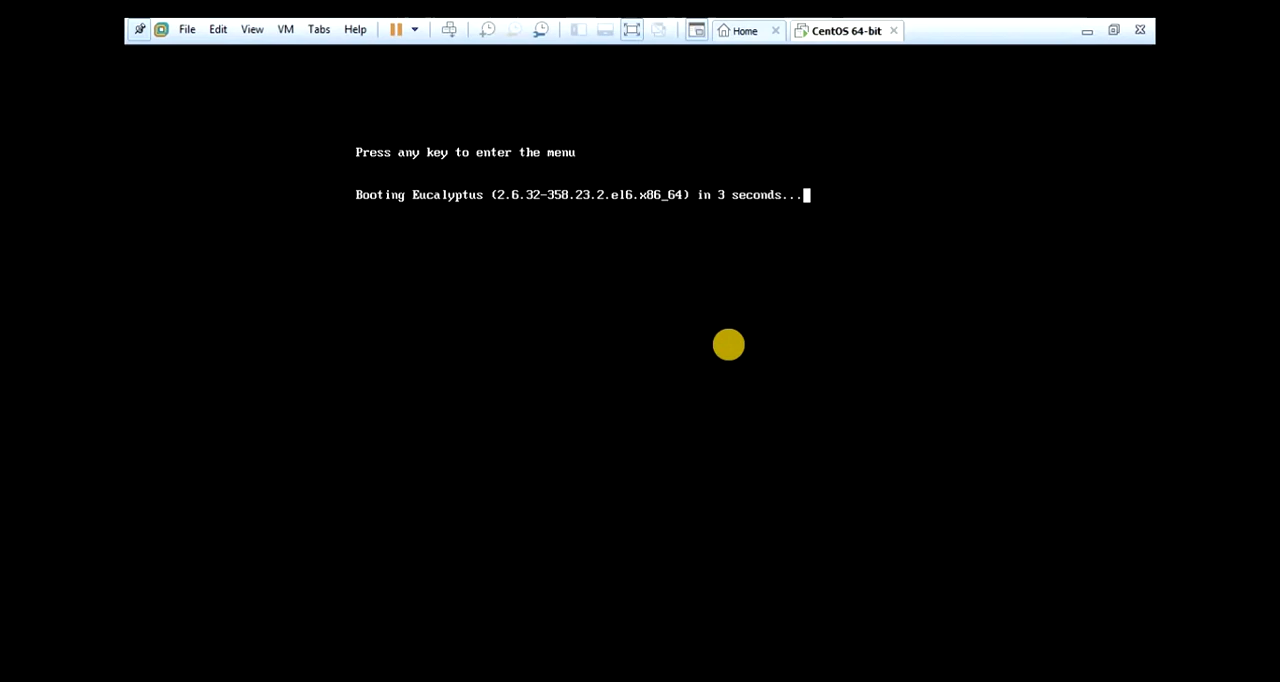 File Edit View VM Tabs Help Home CentOS 64-bit
Press any key to enter the menu
Booting Eucalyptus (2.6.32-358.23.2.el6.x86_64) in 3 seconds...